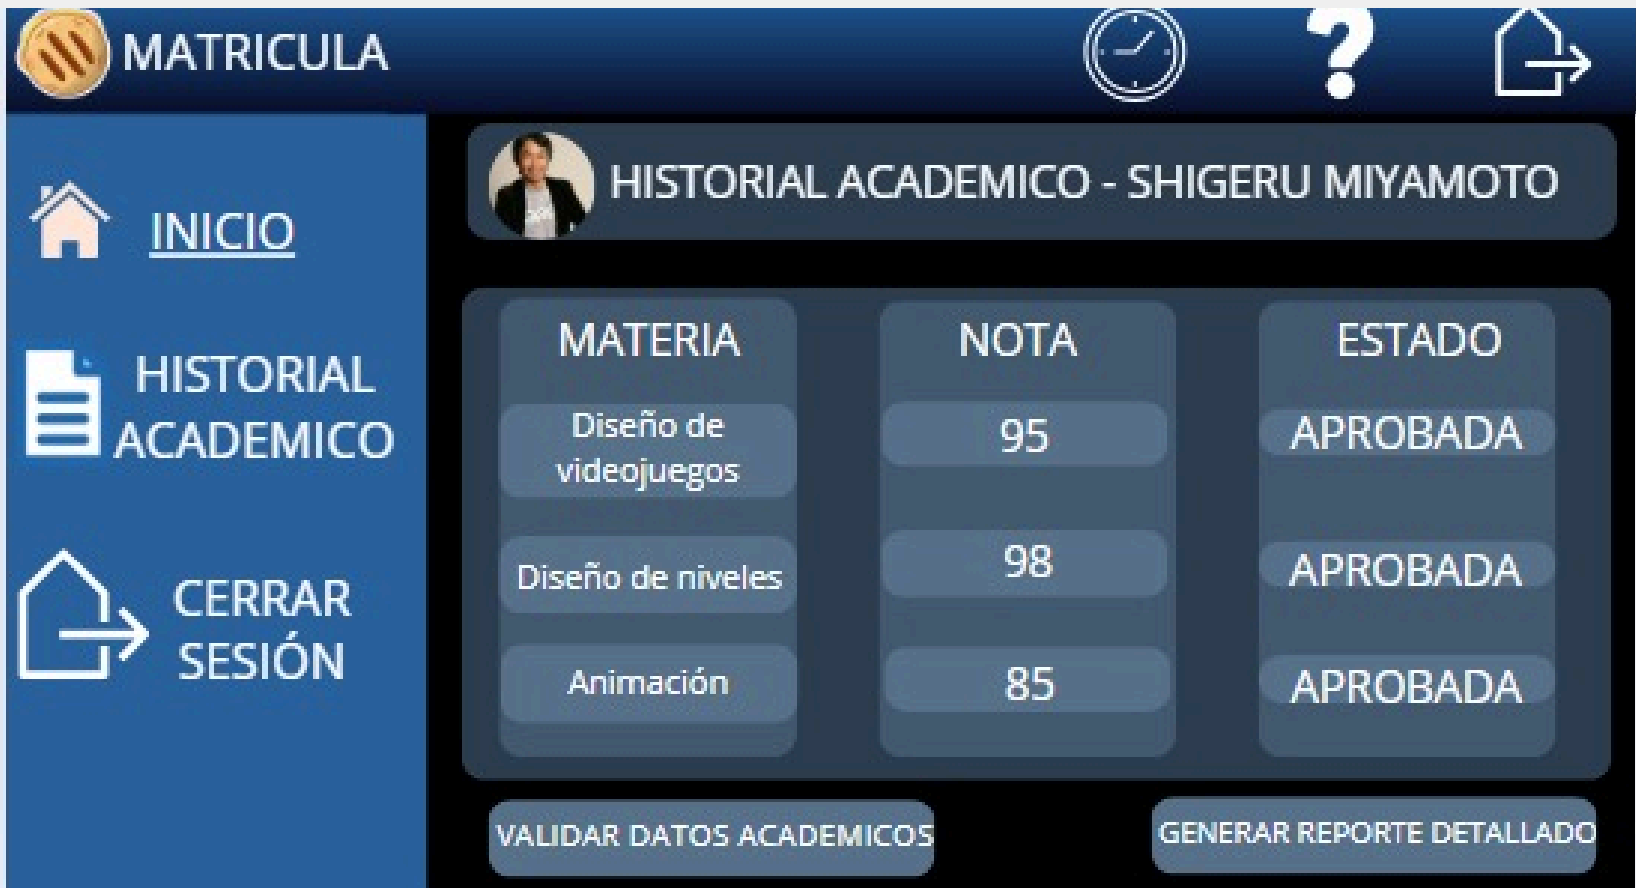 MATRICULA
INICIO
HISTORIAL
ACADEMICO
CERRAR
SESIÓN
HISTORIAL ACADEMICO - SHIGERU MIYAMOTO
MATERIA NOTA ESTADO
Diseño de
videojuegos
95 APROBADA
Diseño de niveles 98 APROBADA
Animación 85 APROBADA
VALIDAR DATOS ACADEMICOS
GENERAR REPORTE DETALLADO